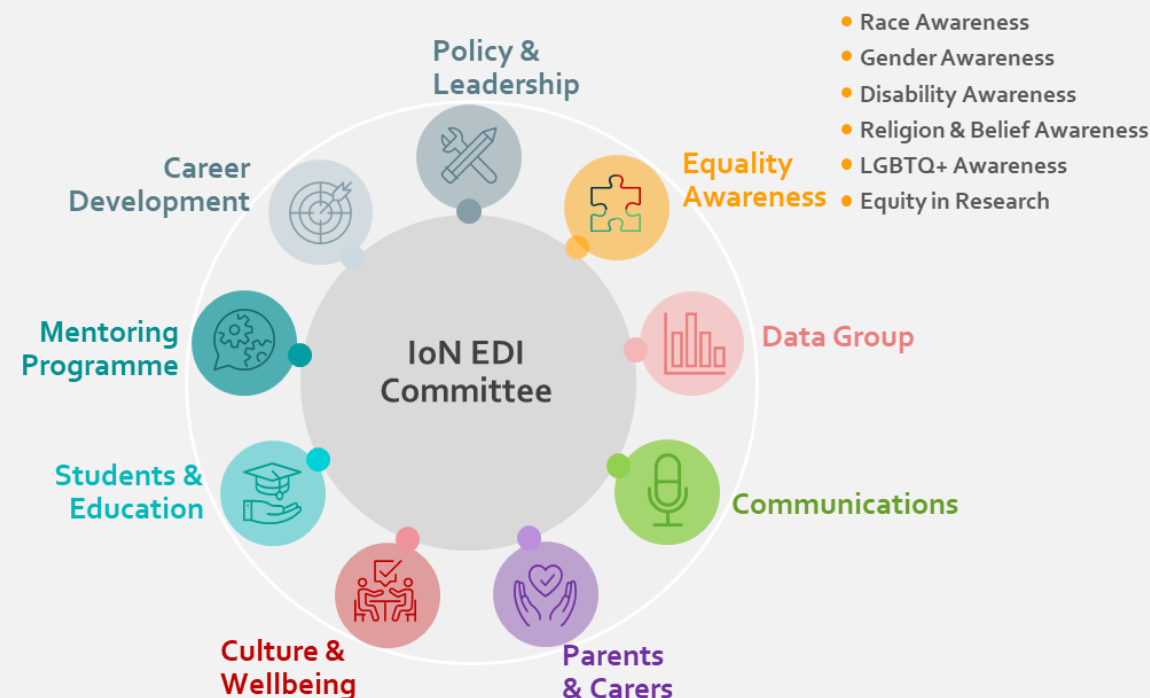 Policy &
Leadership
Equality
Awareness
• Race Awareness
• Gender Awareness
• Disability Awareness
• Religion & Belief Awareness
• LGBTQ+ Awareness
• Equity in Research
Data Group
Communications
Parents
& Carers
Culture &
Wellbeing
Students &
Education
Mentoring
Programme
Career
Development
IoN EDI
Committee